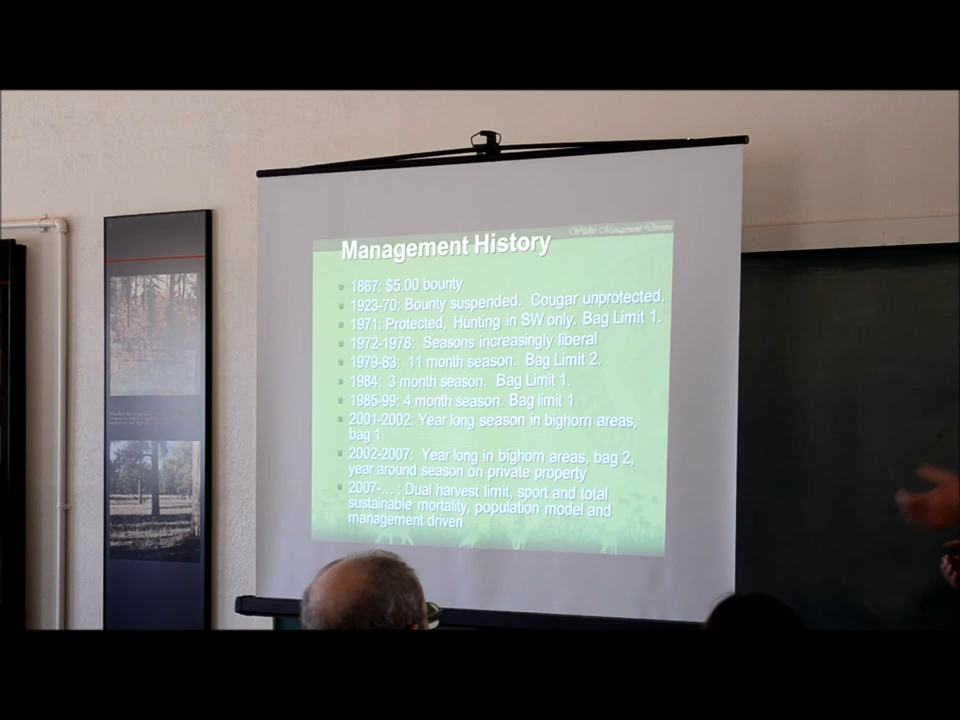 Wildlife Management Division
Management History
1867: $5.00 bounty
1923-70: Bounty suspended. Cougar unprotected.
1971: Protected, Hunting in SW only. Bag Limit 1.
1972-1978: Seasons increasingly liberal
1979-83: 11 month season. Bag Limit 2.
1984: 3 month season. Bag Limit 1.
1985-99: 4 month season. Bag limit 1
2001-2002: Year long season in bighorn areas,
bag 1
2002-2007: Year long in bighorn areas, bag 2,
year around season on private property
2007-... : Dual harvest limit, sport and total
sustainable mortality, population model and
management driven